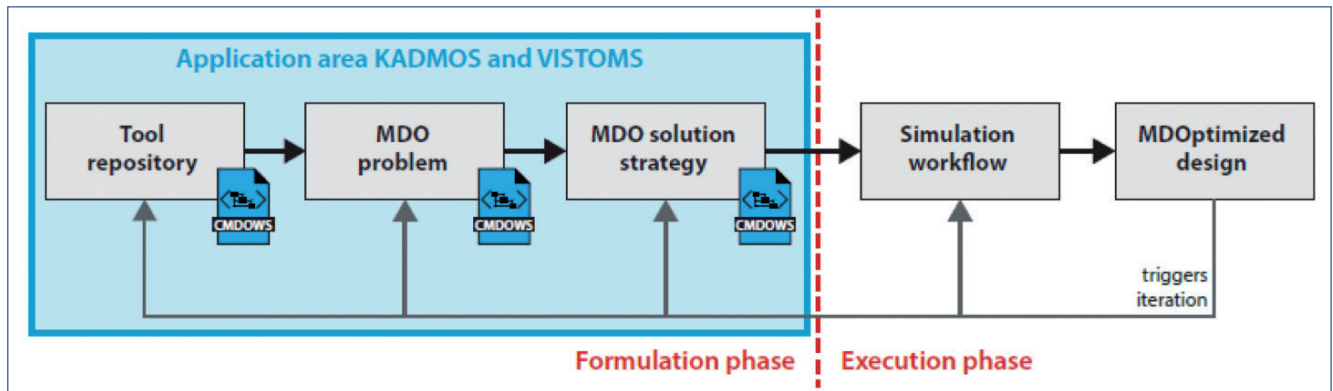 Application area KADMOS and VISTOMS
Tool
repository
MDO
problem
MDO solution
strategy
Simulation
workflow
MDOptimized
design
CMDOWS
CMDOWS
CMDOWS
triggers
iteration
Formulation phase
Execution phase